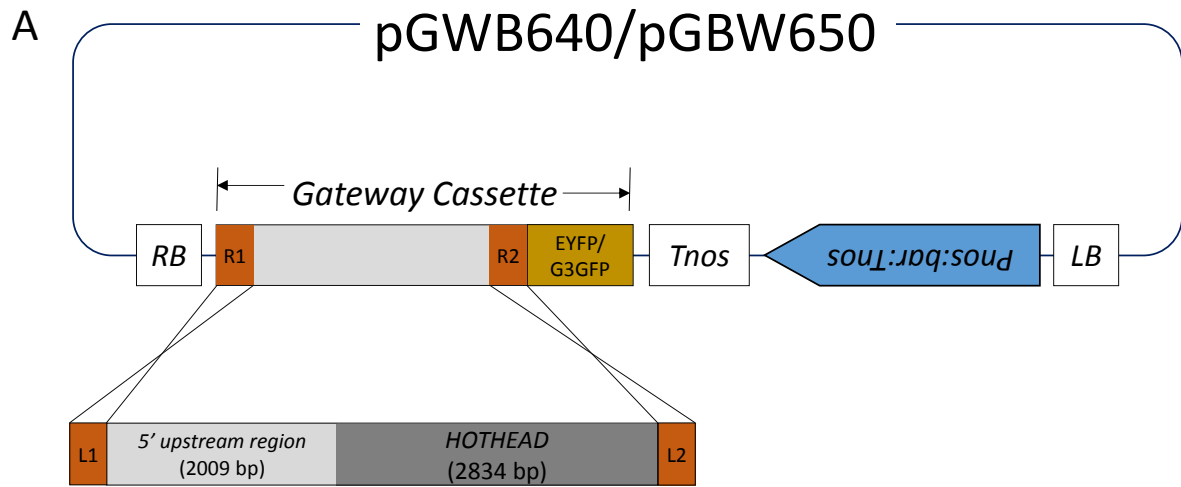 A
pGWB640/pGBW650
Gateway Cassette
RB
R1
R2
EYFP/
G3GFP
Tnos
Pnos:bar:Tnos
LB
L1
5' upstream region
(2009 bp)
HOTHEAD
(2834 bp)
L2